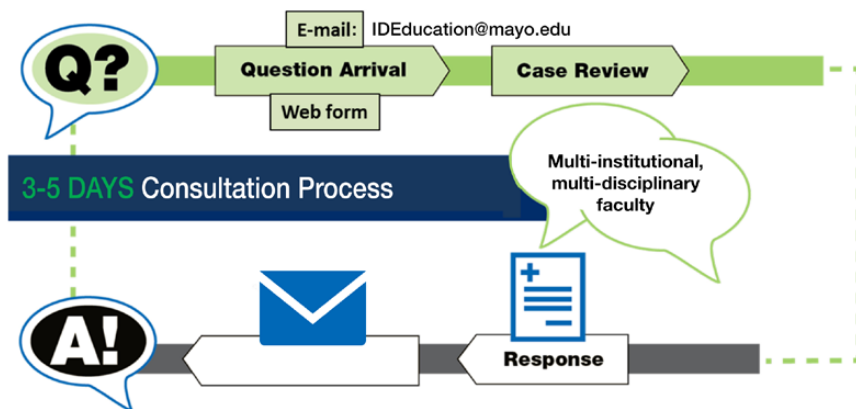 E-mail: IDEducation@mayo.edu
Q?
Question Arrival
Case Review
Web form
3-5 DAYS Consultation Process
Multi-institutional,
multi-disciplinary
faculty
A!
Response